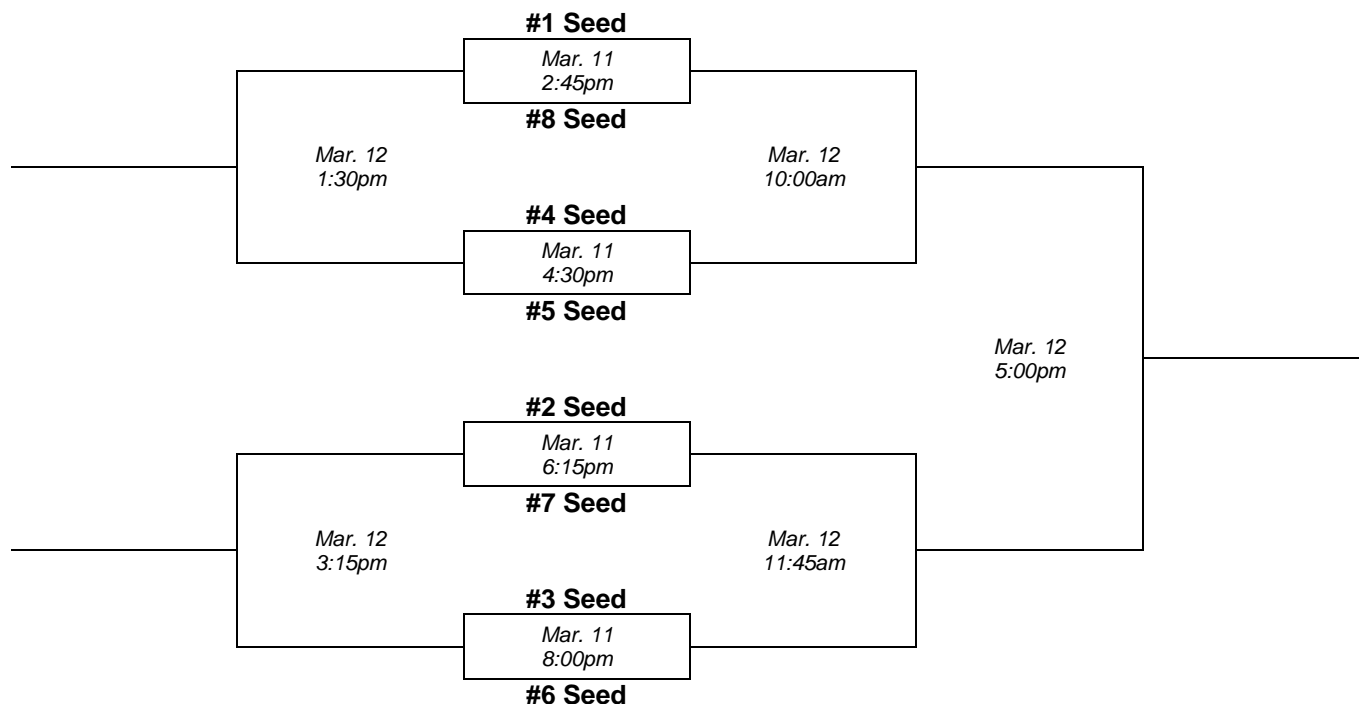 #1 Seed
Mar. 11
2:45pm
#8 Seed
Mar. 12
1:30pm
Mar. 12
10:00am
#4 Seed
Mar. 11
4:30pm
#5 Seed
Mar. 12
5:00pm
#2 Seed
Mar. 11
6:15pm
#7 Seed
Mar. 12
3:15pm
Mar. 12
11:45am
#3 Seed
Mar. 11
8:00pm
#6 Seed